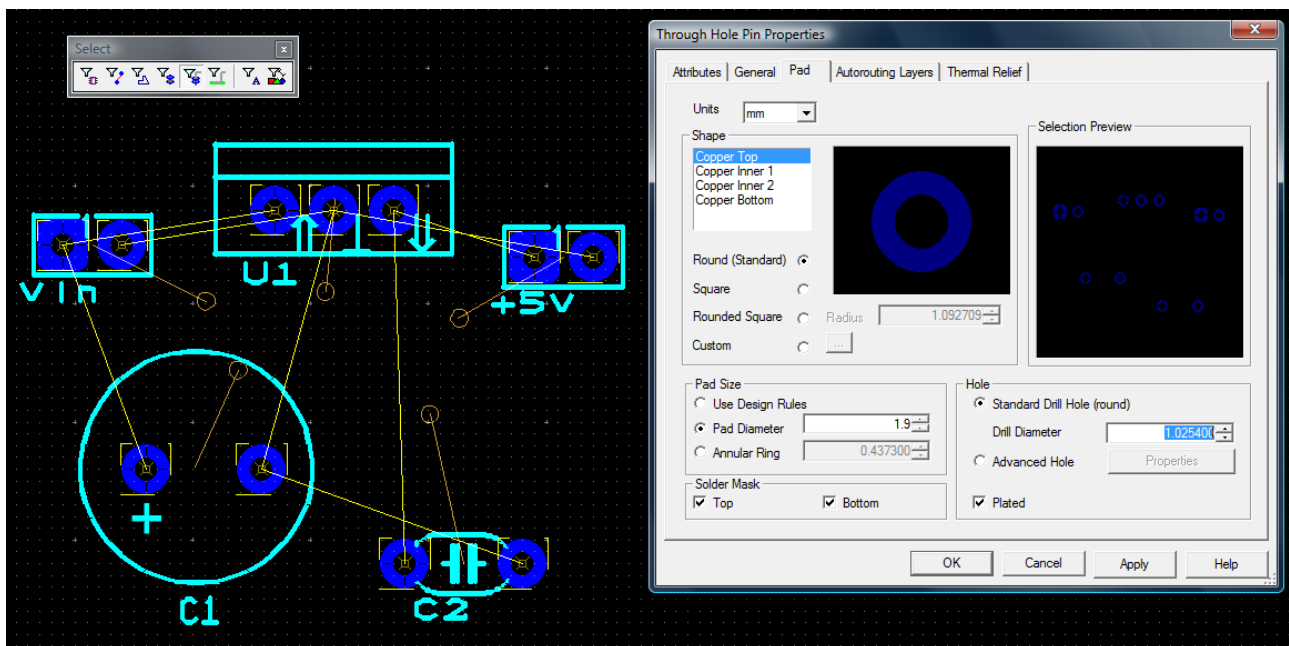 Select
A
Vin
U1
+5v
+
C1
C2
Through Hole Pin Properties
Attributes
General
Pad
Autorouting Layers
Thermal Relief
Units
mm
Shape
Copper Top
Copper Inner 1
Copper Inner 2
Copper Bottom
Round (Standard)
Square
Rounded Square
Radius
1.092709
Custom
...
Selection Preview
Pad Size
Use Design Rules
Pad Diameter
1.9
Annular Ring
0.437300
Solder Mask
Top
Bottom
Hole
Standard Drill Hole (round)
Drill Diameter
1.025400
Advanced Hole
Properties
Plated
OK
Cancel
Apply
Help